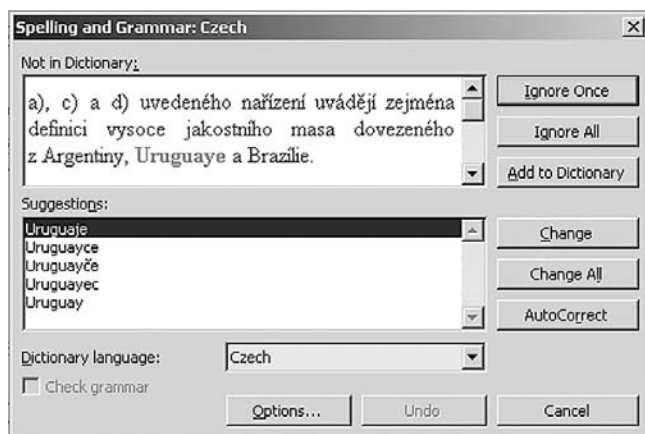 Spelling and Grammar: Czech
Not in Dictionary:
a), c) a d) uvedeného nařízení uvádějí zejména
definici vysoce jakostního masa dovezeného
z Argentiny, Uruguaye a Brazílie.
Ignore Once
Ignore All
Add to Dictionary
Suggestions:
Uruguaje
Uruguayce
Uruguayče
Uruguayec
Uruguay
Change
Change All
AutoCorrect
Dictionary language:
Czech
Check grammar
Options...
Undo
Cancel